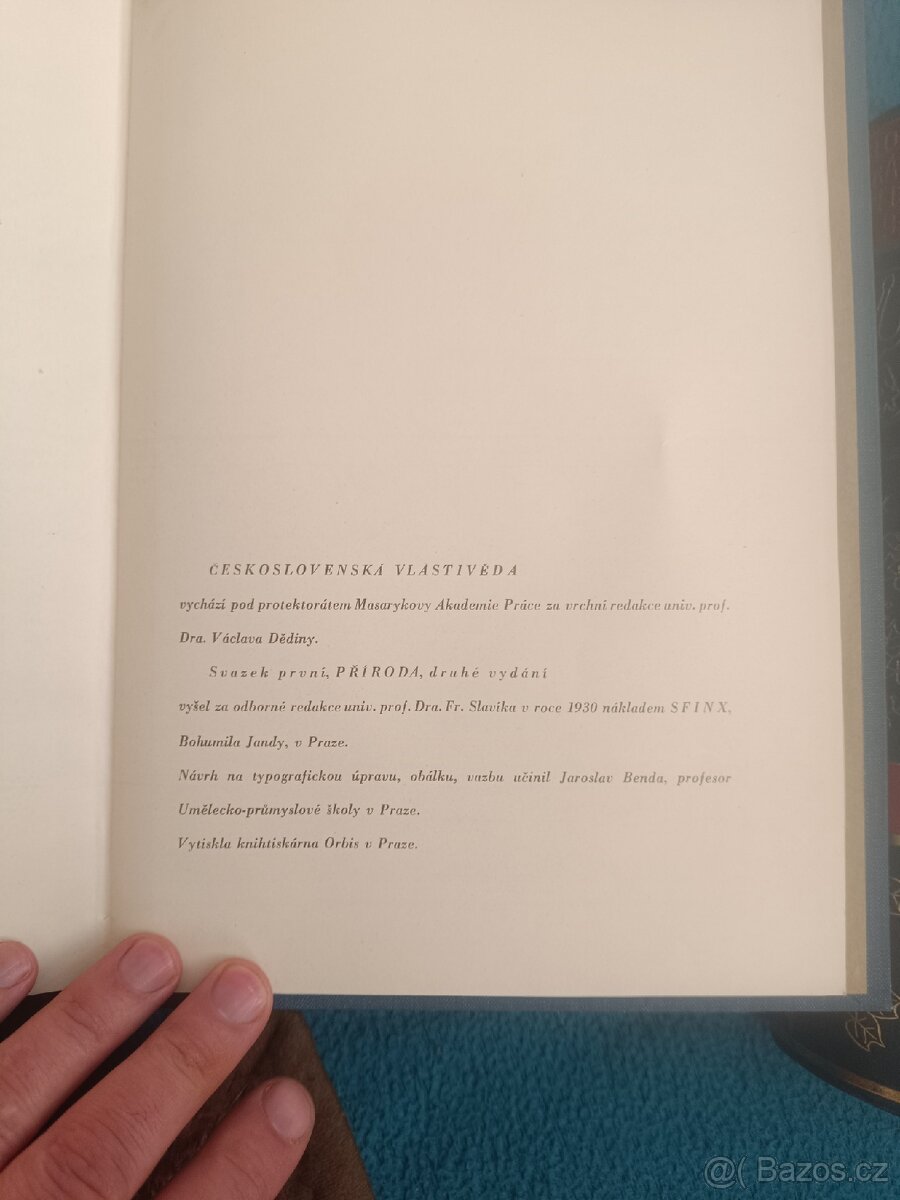 ČESKOSLOVENSKÁ VLASTIVĚDA
vychází pod protektorátem Masarykovy Akademie Práce za vrchní redakce univ. prof.
Dra. Václava Dědiny.
Svazek první, PŘÍRODA, druhé vydání
vyšel za odborné redakce univ. prof. Dra. Fr. Slavíka v roce 1930 nákladem SFINX,
Bohumila Jandy, v Praze.
Návrh na typografickou úpravu, obálku, vazbu učinil Jaroslav Benda, profesor
Umělecko-průmyslové školy v Praze.
Vytiskla knihtiskárna Orbis v Praze.
@( Bazos.cz